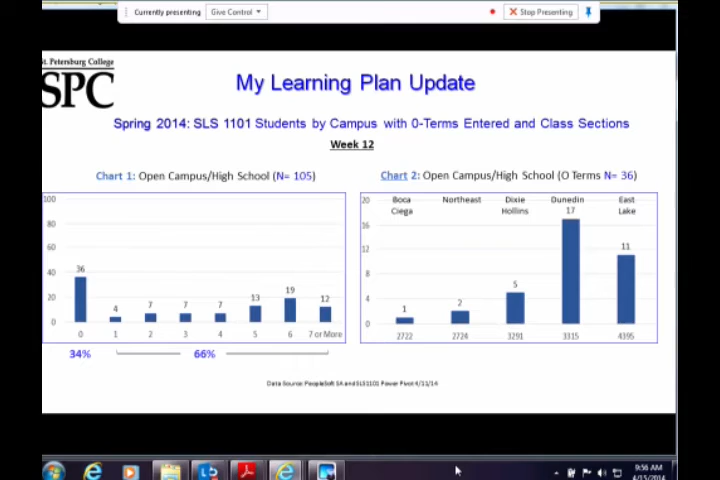 Currently presenting
Give Control
Stop Presenting
St. Petersburg College
SPC
My Learning Plan Update
Spring 2014: SLS 1101 Students by Campus with 0-Terms Entered and Class Sections
Week 12
Chart 1: Open Campus/High School (N= 105)
Chart 2: Open Campus/High School (O Terms N= 36)
100
80
60
40
20
0
36
4
7
7
7
13
19
12
0
1
2
3
4
5
6
7 or More
34%
66%
20
16
12
8
4
0
Boca Ciega
Northeast
Dixie Hollins
Dunedin
East Lake
1
2
5
17
11
2722
2724
3291
3315
4395
Data Source: PeopleSoft SA and SLS1101 Power Pivot 4/11/14
9:56 AM
4/15/2014